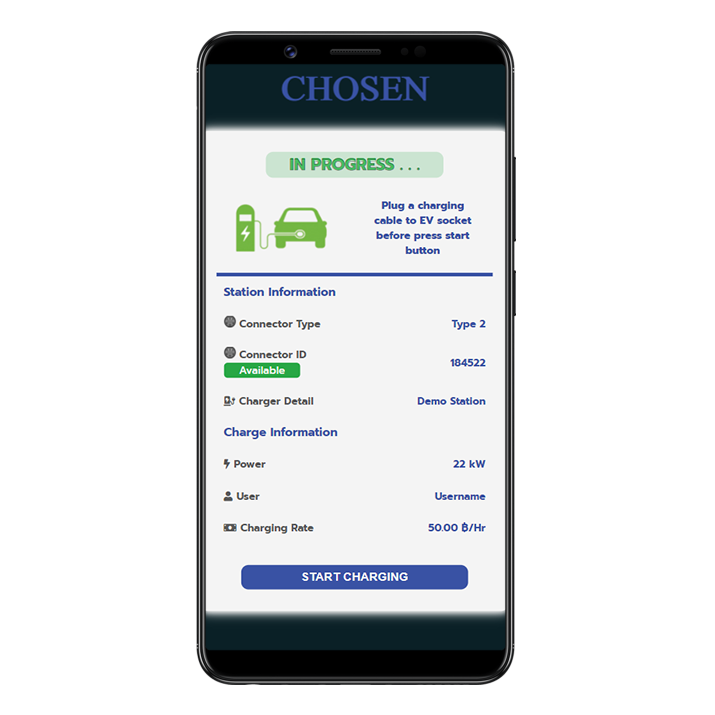 CHOSEN
IN PROGRESS . . .
Plug a charging
cable to EV socket
before press start
button
Station Information
Connector Type Type 2
Connector ID
Available
184522
Charger Detail Demo Station
Charge Information
Power 22 kW
User Username
Charging Rate 50.00 ฿/Hr
START CHARGING